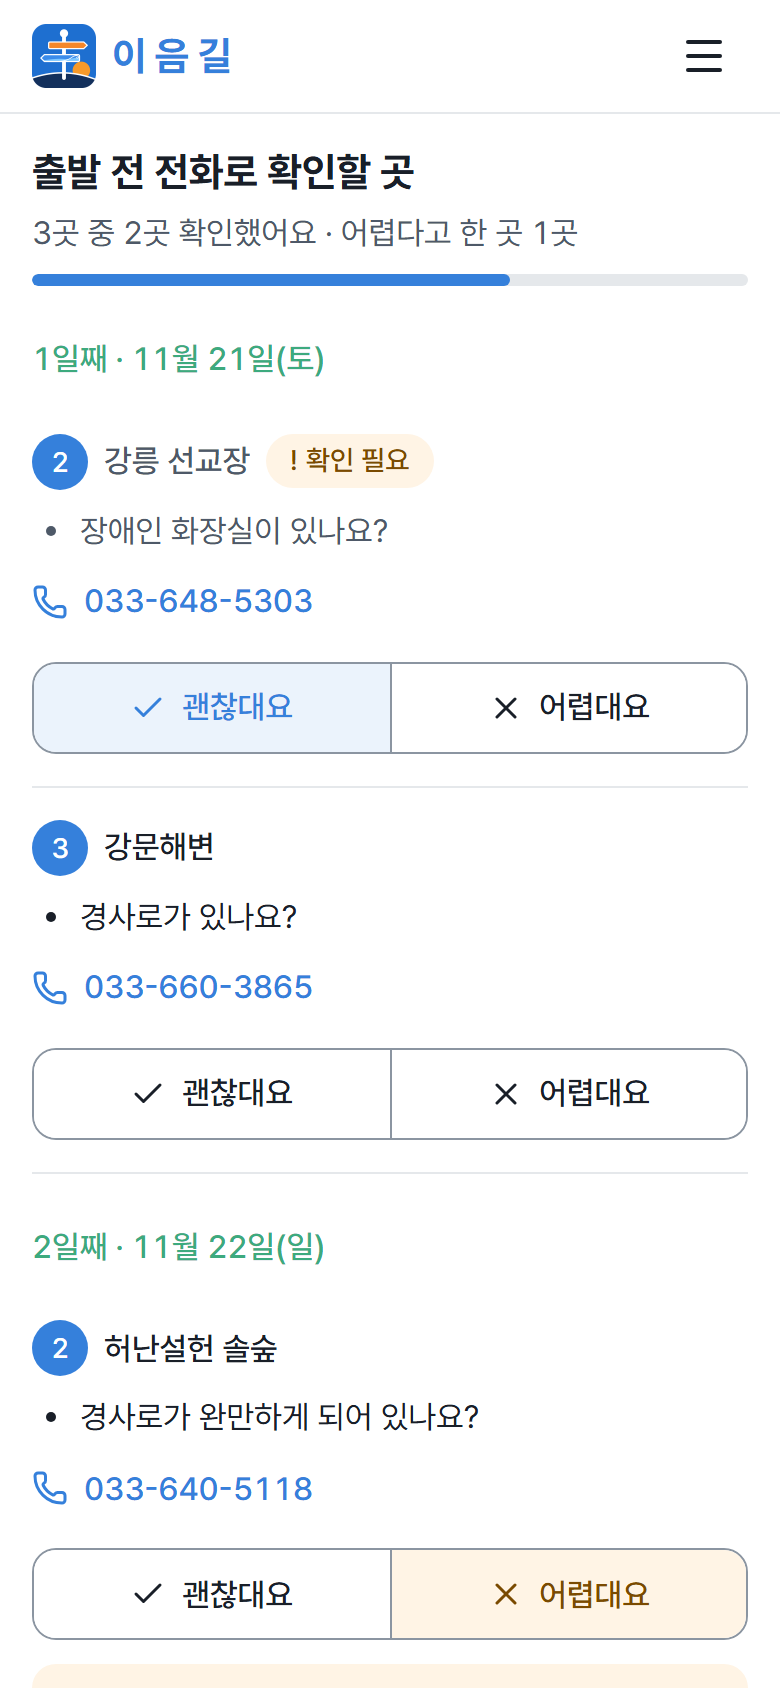 이음길
출발 전 전화로 확인할 곳
3곳 중 2곳 확인했어요 · 어렵다고 한 곳 1곳
1일째 · 11월 21일(토)
2 강릉 선교장 ! 확인 필요
• 장애인 화장실이 있나요?
033-648-5303
괜찮대요 어렵대요
3 강문해변
• 경사로가 있나요?
033-660-3865
괜찮대요 어렵대요
2일째 · 11월 22일(일)
2 허난설헌 솔숲
• 경사로가 완만하게 되어 있나요?
033-640-5118
괜찮대요 어렵대요